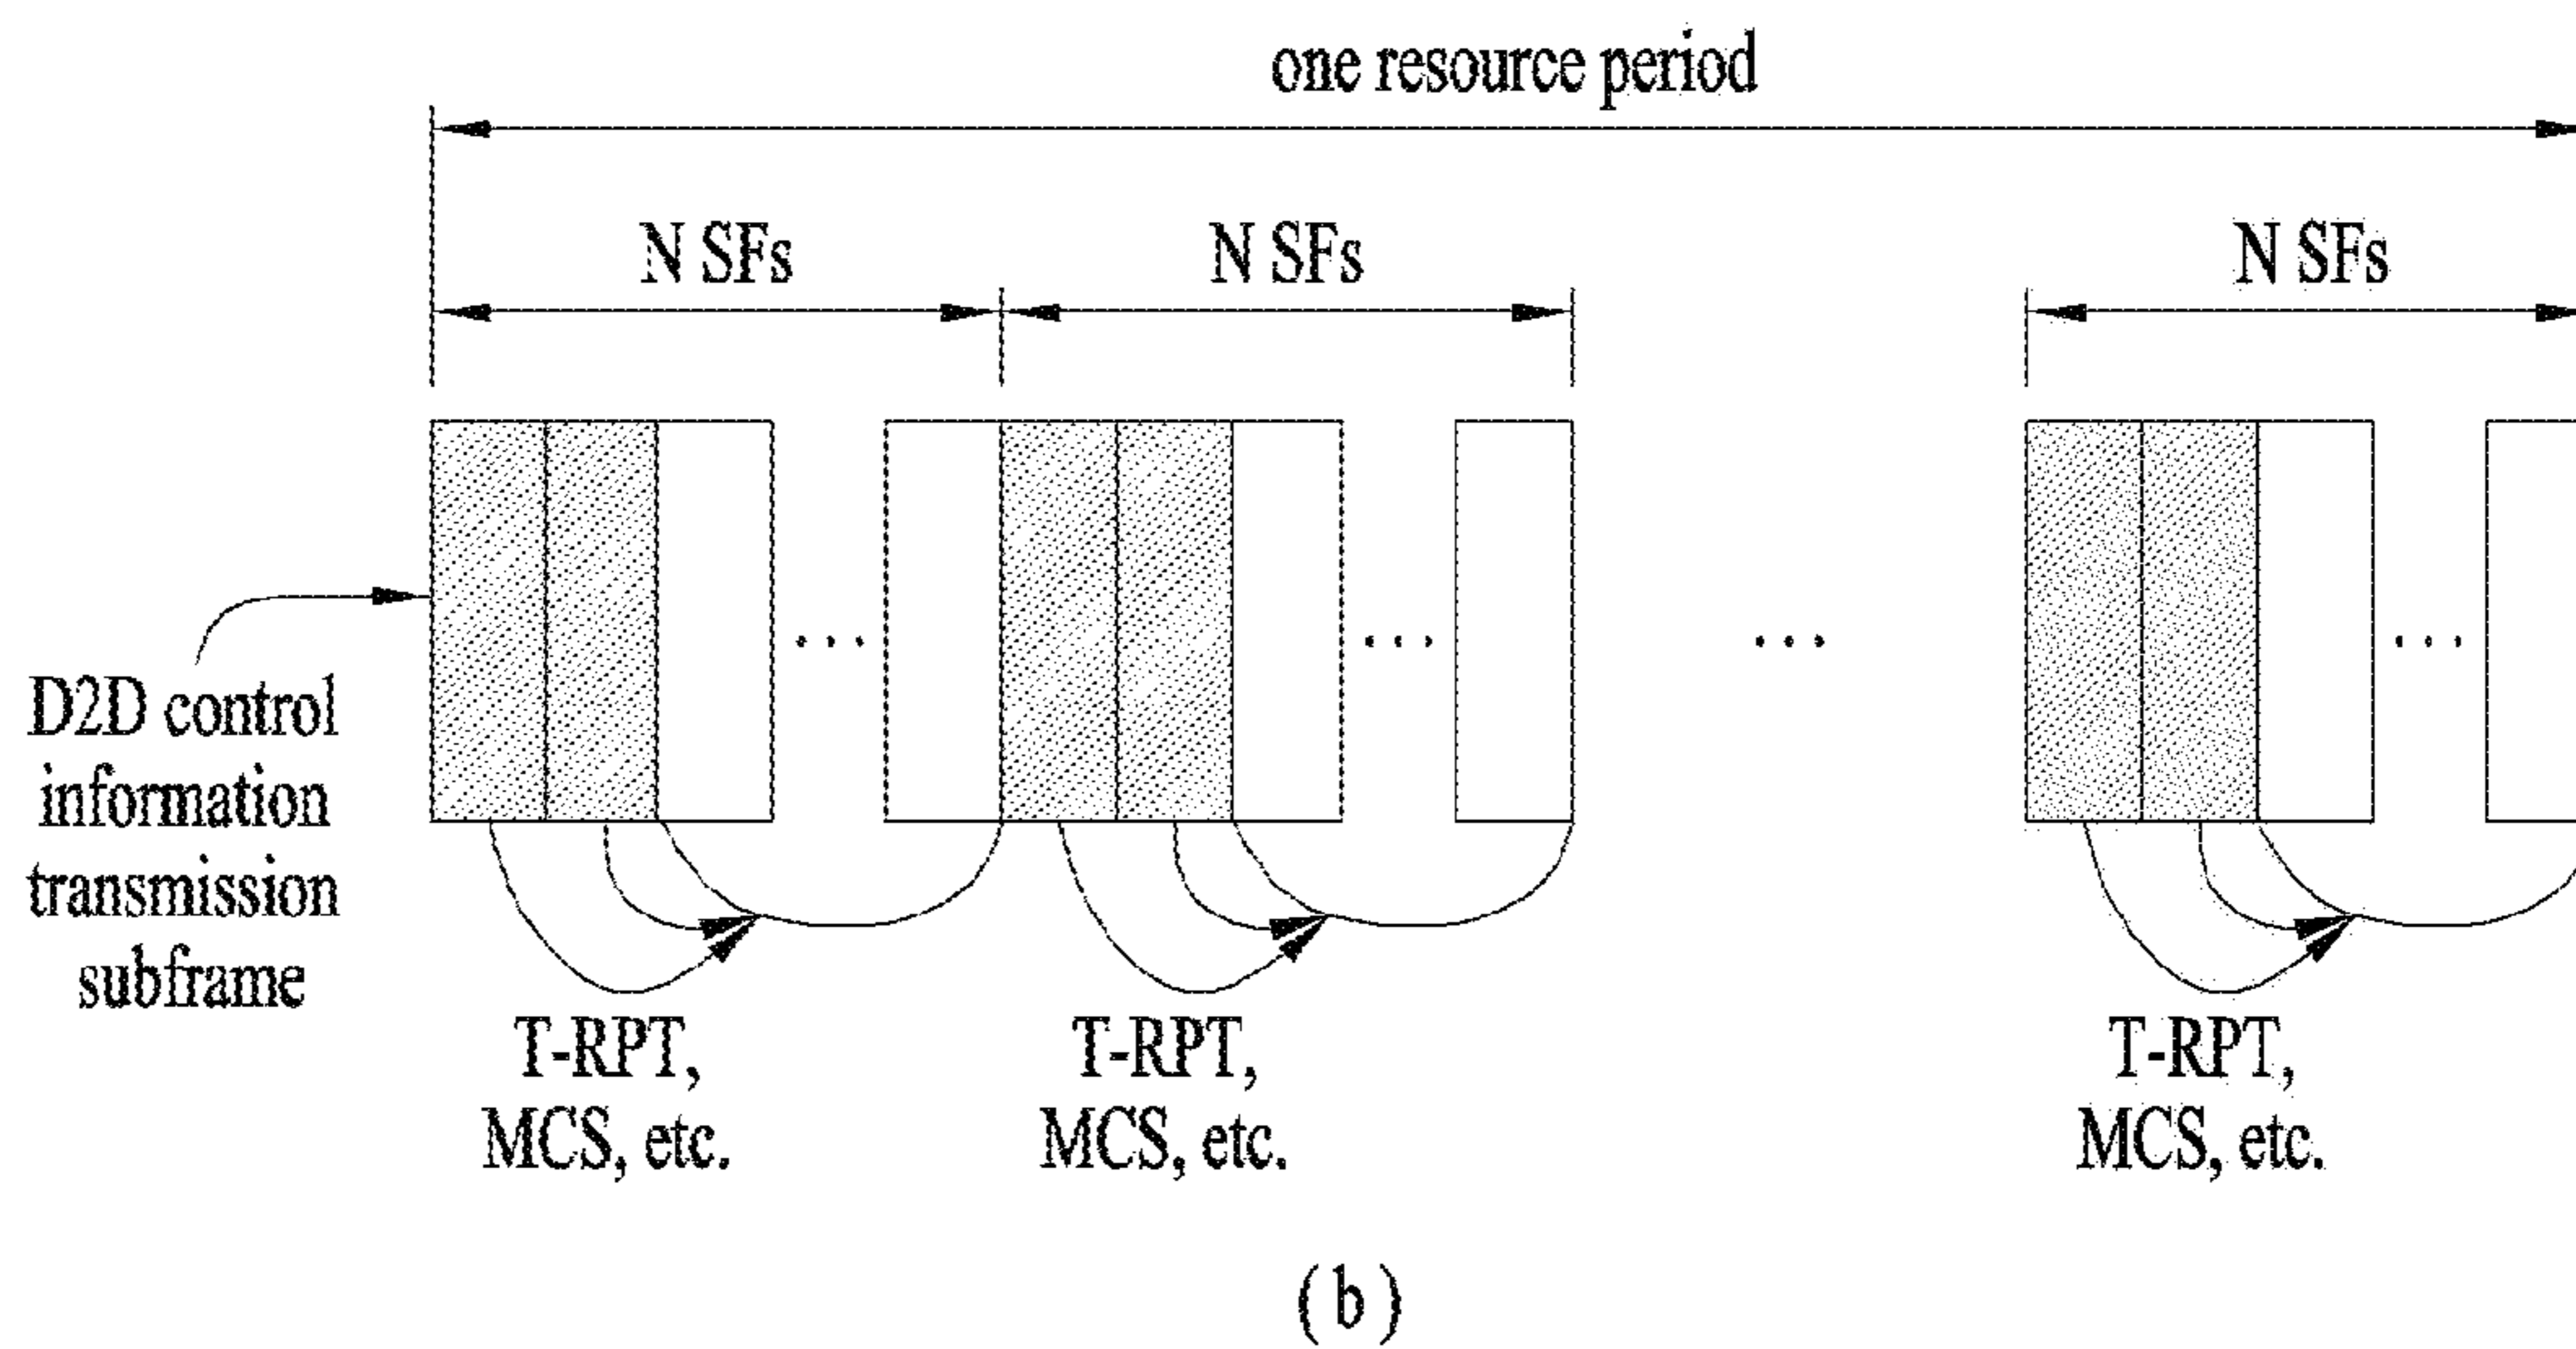 one resource period
N SFs
N SFs
N SFs
...
...
...
...
D2D control
information
transmission
subframe
T-RPT,
MCS, etc.
T-RPT,
MCS, etc.
T-RPT,
MCS, etc.
( b )